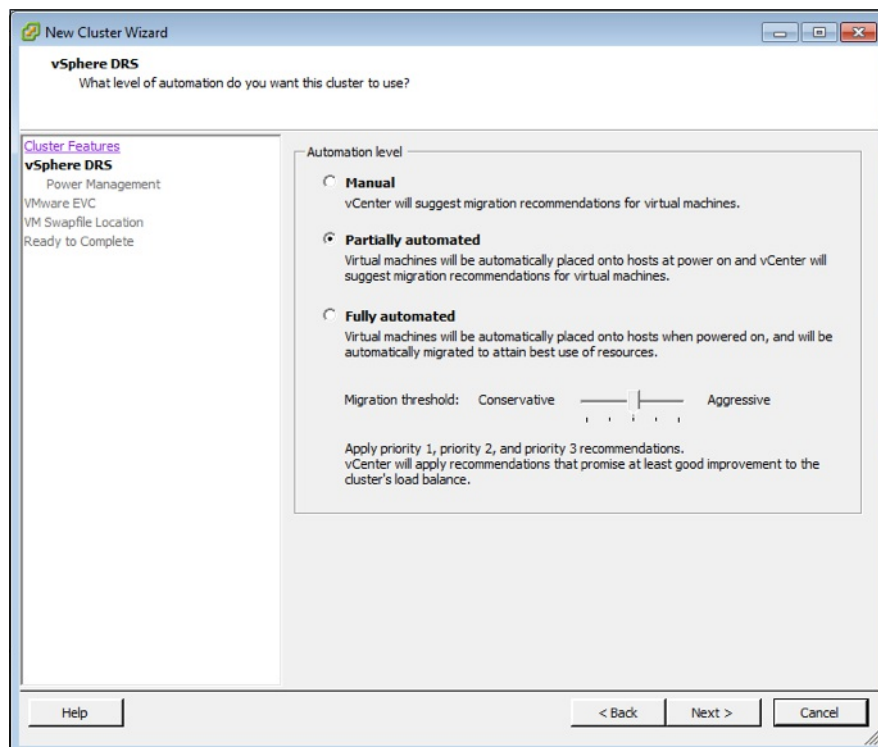 New Cluster Wizard
vSphere DRS
What level of automation do you want this cluster to use?
Cluster Features
vSphere DRS
Power Management
VMware EVC
VM Swapfile Location
Ready to Complete
Automation level
Manual
vCenter will suggest migration recommendations for virtual machines.
Partially automated
Virtual machines will be automatically placed onto hosts at power on and vCenter will
suggest migration recommendations for virtual machines.
Fully automated
Virtual machines will be automatically placed onto hosts when powered on, and will be
automatically migrated to attain best use of resources.
Migration threshold: Conservative Aggressive
Apply priority 1, priority 2, and priority 3 recommendations.
vCenter will apply recommendations that promise at least good improvement to the
cluster's load balance.
Help < Back Next > Cancel